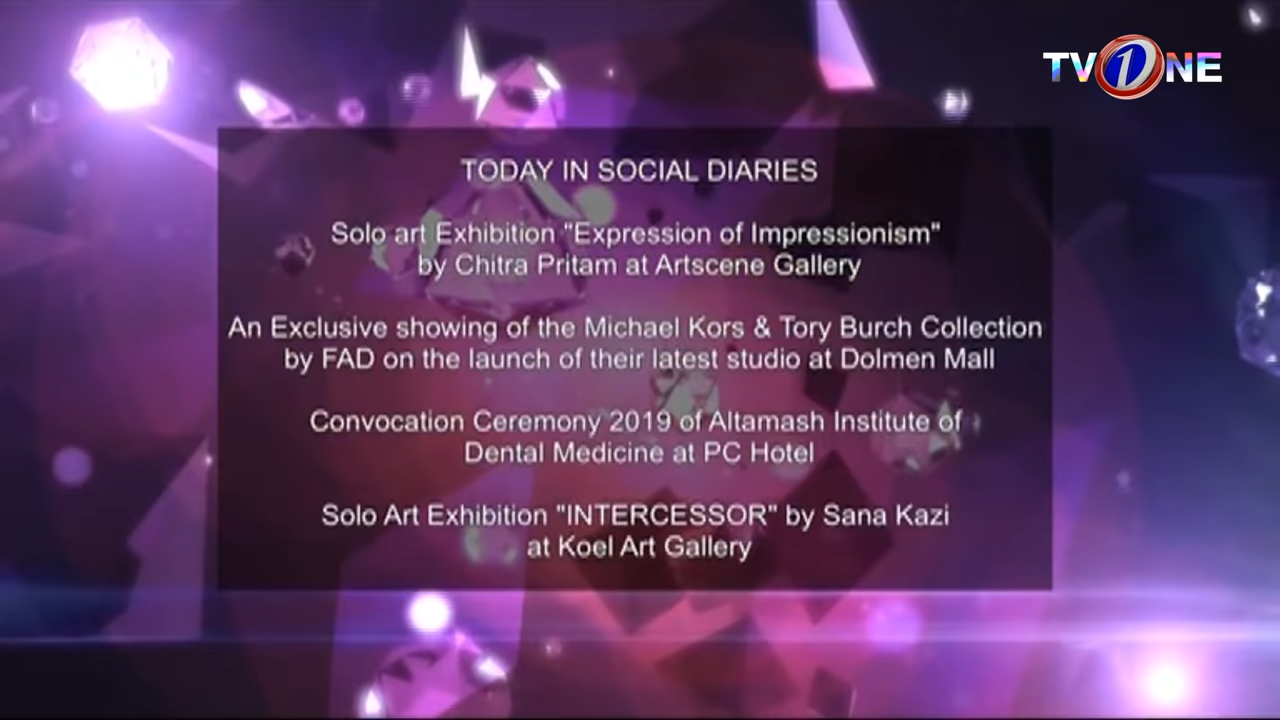 TV1NE
TODAY IN SOCIAL DIARIES
Solo art Exhibition "Expression of Impressionism"
by Chitra Pritam at Artscene Gallery
An Exclusive showing of the Michael Kors & Tory Burch Collection
by FAD on the launch of their latest studio at Dolmen Mall
Convocation Ceremony 2019 of Altamash Institute of
Dental Medicine at PC Hotel
Solo Art Exhibition "INTERCESSOR" by Sana Kazi
at Koel Art Gallery